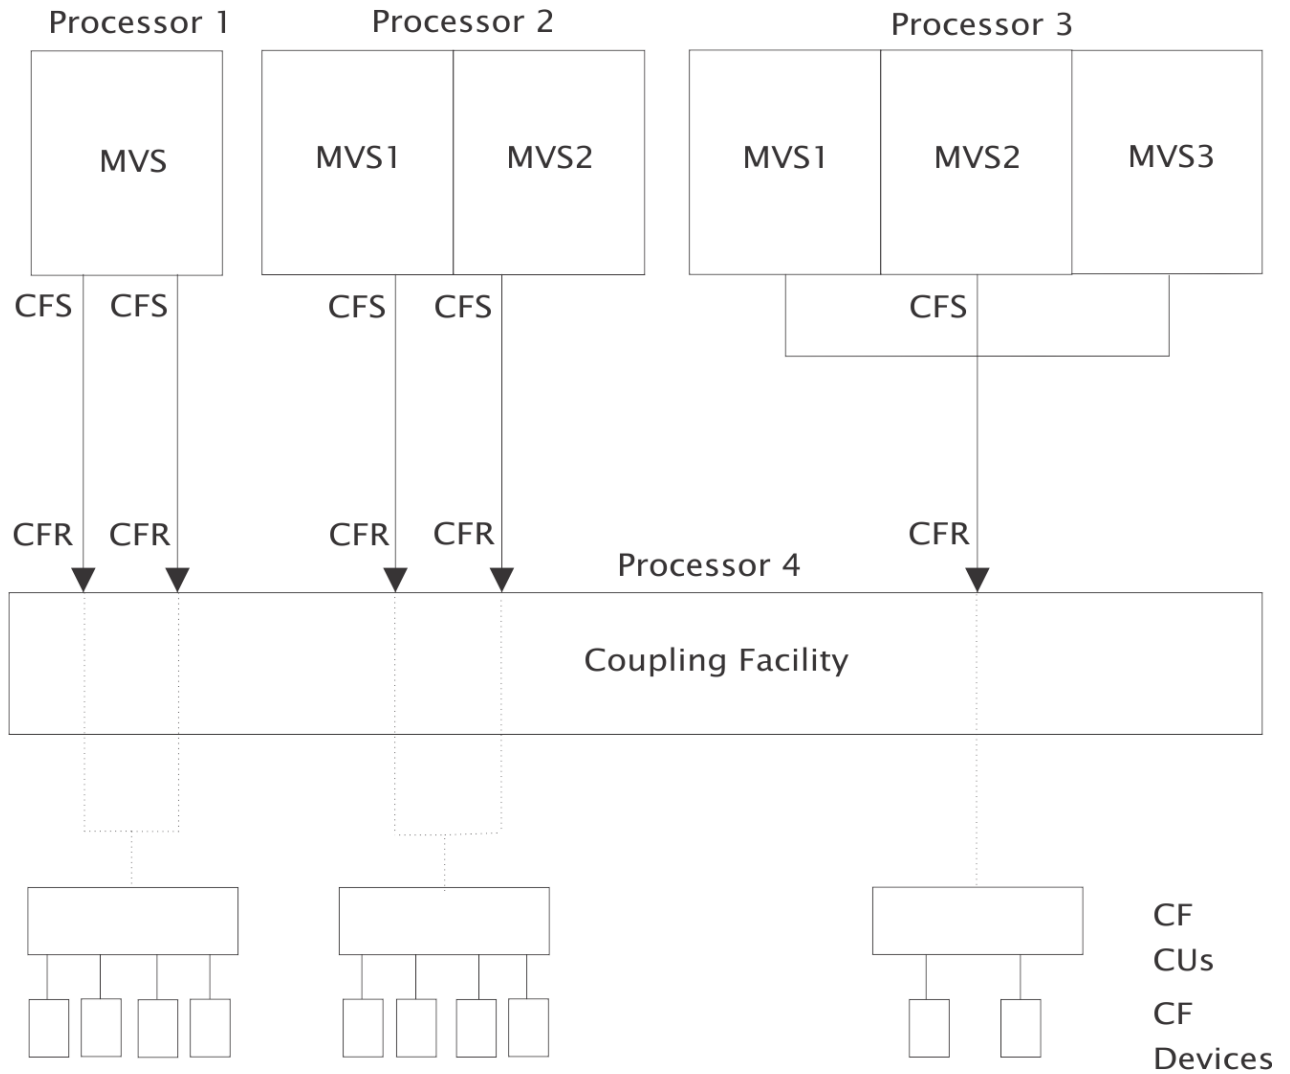 Processor 1
Processor 2
Processor 3
MVS
MVS1
MVS2
MVS1
MVS2
MVS3
CFS
CFS
CFS
CFS
CFS
CFR
CFR
CFR
CFR
CFR
Processor 4
Coupling Facility
CF
CUs
CF
Devices